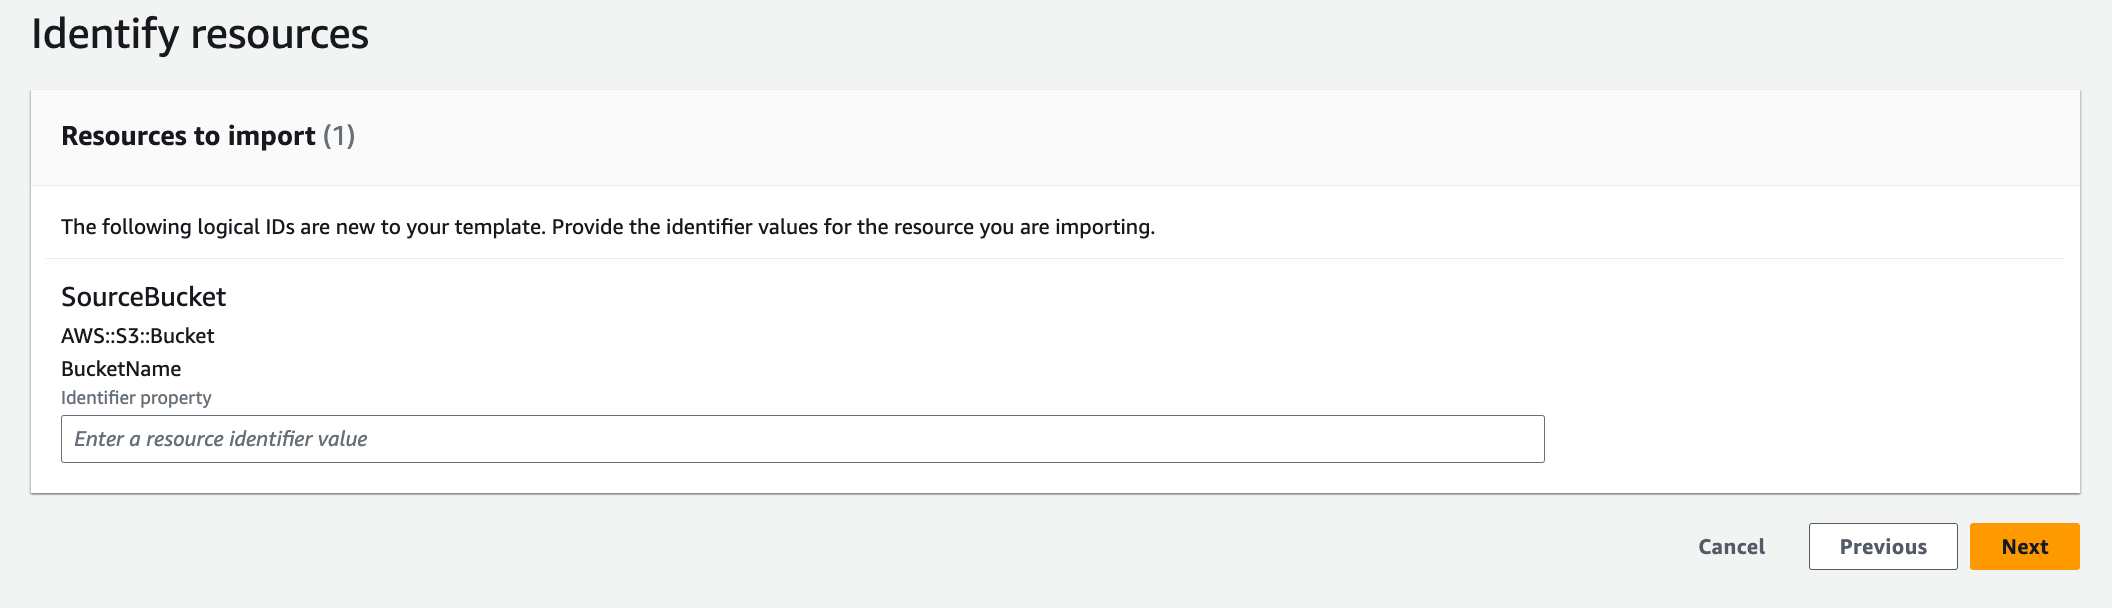 Identify resources
Resources to import (1)
The following logical IDs are new to your template. Provide the identifier values for the resource you are importing.
SourceBucket
AWS::S3::Bucket
BucketName
Identifier property
Enter a resource identifier value
Cancel Previous Next